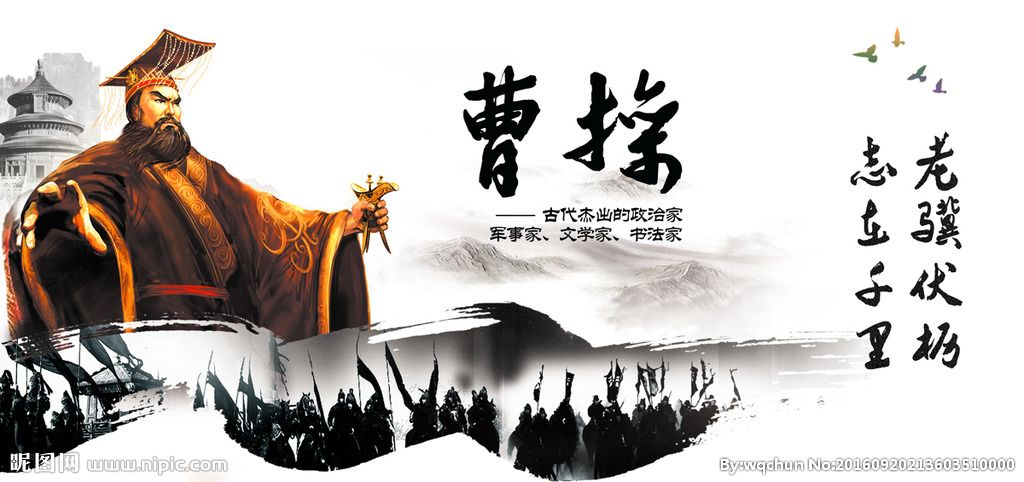 曹操
—— 古代杰出的政治家
军事家、文学家、书法家
老骥伏枥
志在千里
昵图网 www.nipic.com
By:wqchun No:20160920213603510000